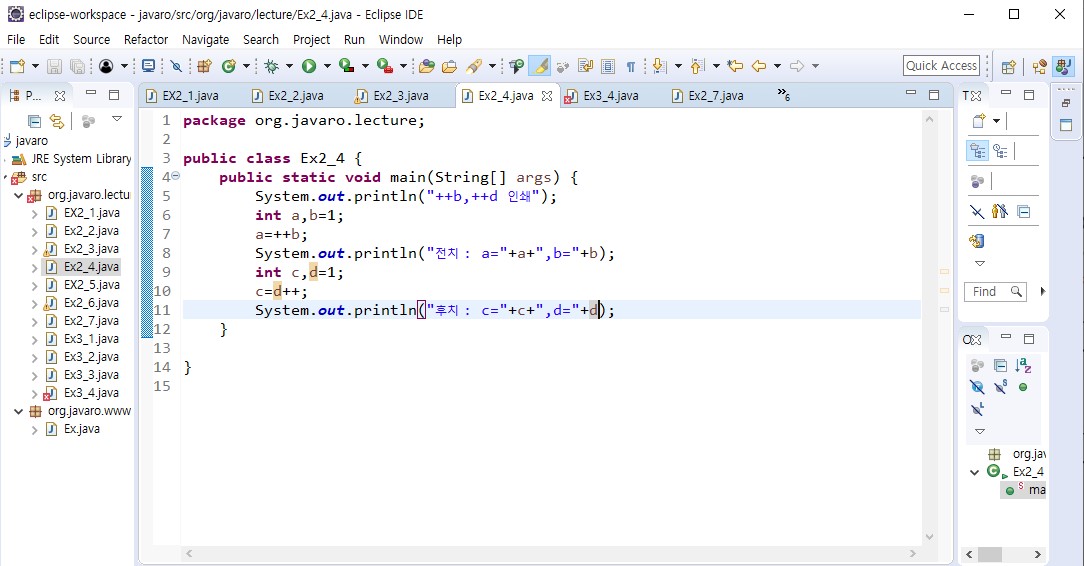 eclipse-workspace - javaro/src/org/javaro/lecture/Ex2_4.java - Eclipse IDE
File Edit Source Refactor Navigate Search Project Run Window Help
Quick Access
P...
EX2_1.java Ex2_2.java Ex2_3.java Ex2_4.java Ex3_4.java Ex2_7.java »6
javaro
JRE System Library
src
org.javaro.lectu
EX2_1.java
Ex2_2.java
Ex2_3.java
Ex2_4.java
EX2_5.java
Ex2_6.java
Ex2_7.java
Ex3_1.java
Ex3_2.java
Ex3_3.java
Ex3_4.java
org.javaro.www
Ex.java
1 package org.javaro.lecture;
2
3 public class Ex2_4 {
4 public static void main(String[] args) {
5 System.out.println("++b,++d 인쇄");
6 int a,b=1;
7 a=++b;
8 System.out.println("전치 : a="+a+",b="+b);
9 int c,d=1;
10 c=d++;
11 System.out.println("후치 : c="+c+",d="+d);
12 }
13
14 }
15
Find
org.jav
Ex2_4
ma